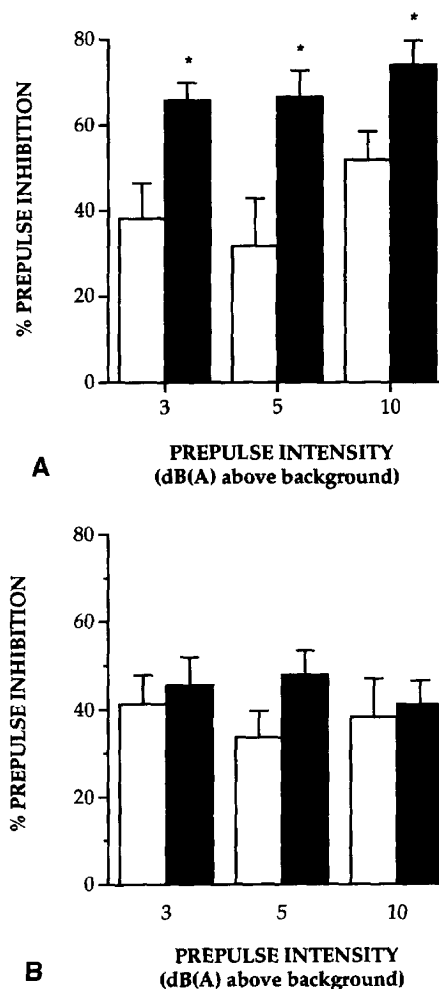 *
*
*
80
60
40
20
0
% PREPULSE INHIBITION
3 5 10
PREPULSE INTENSITY
(dB(A) above background)
A
80
60
40
20
0
% PREPULSE INHIBITION
3 5 10
PREPULSE INTENSITY
(dB(A) above background)
B